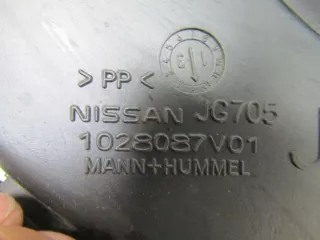 >PP<
NISSAN JG705
1028087V01
MANN+HUMMEL